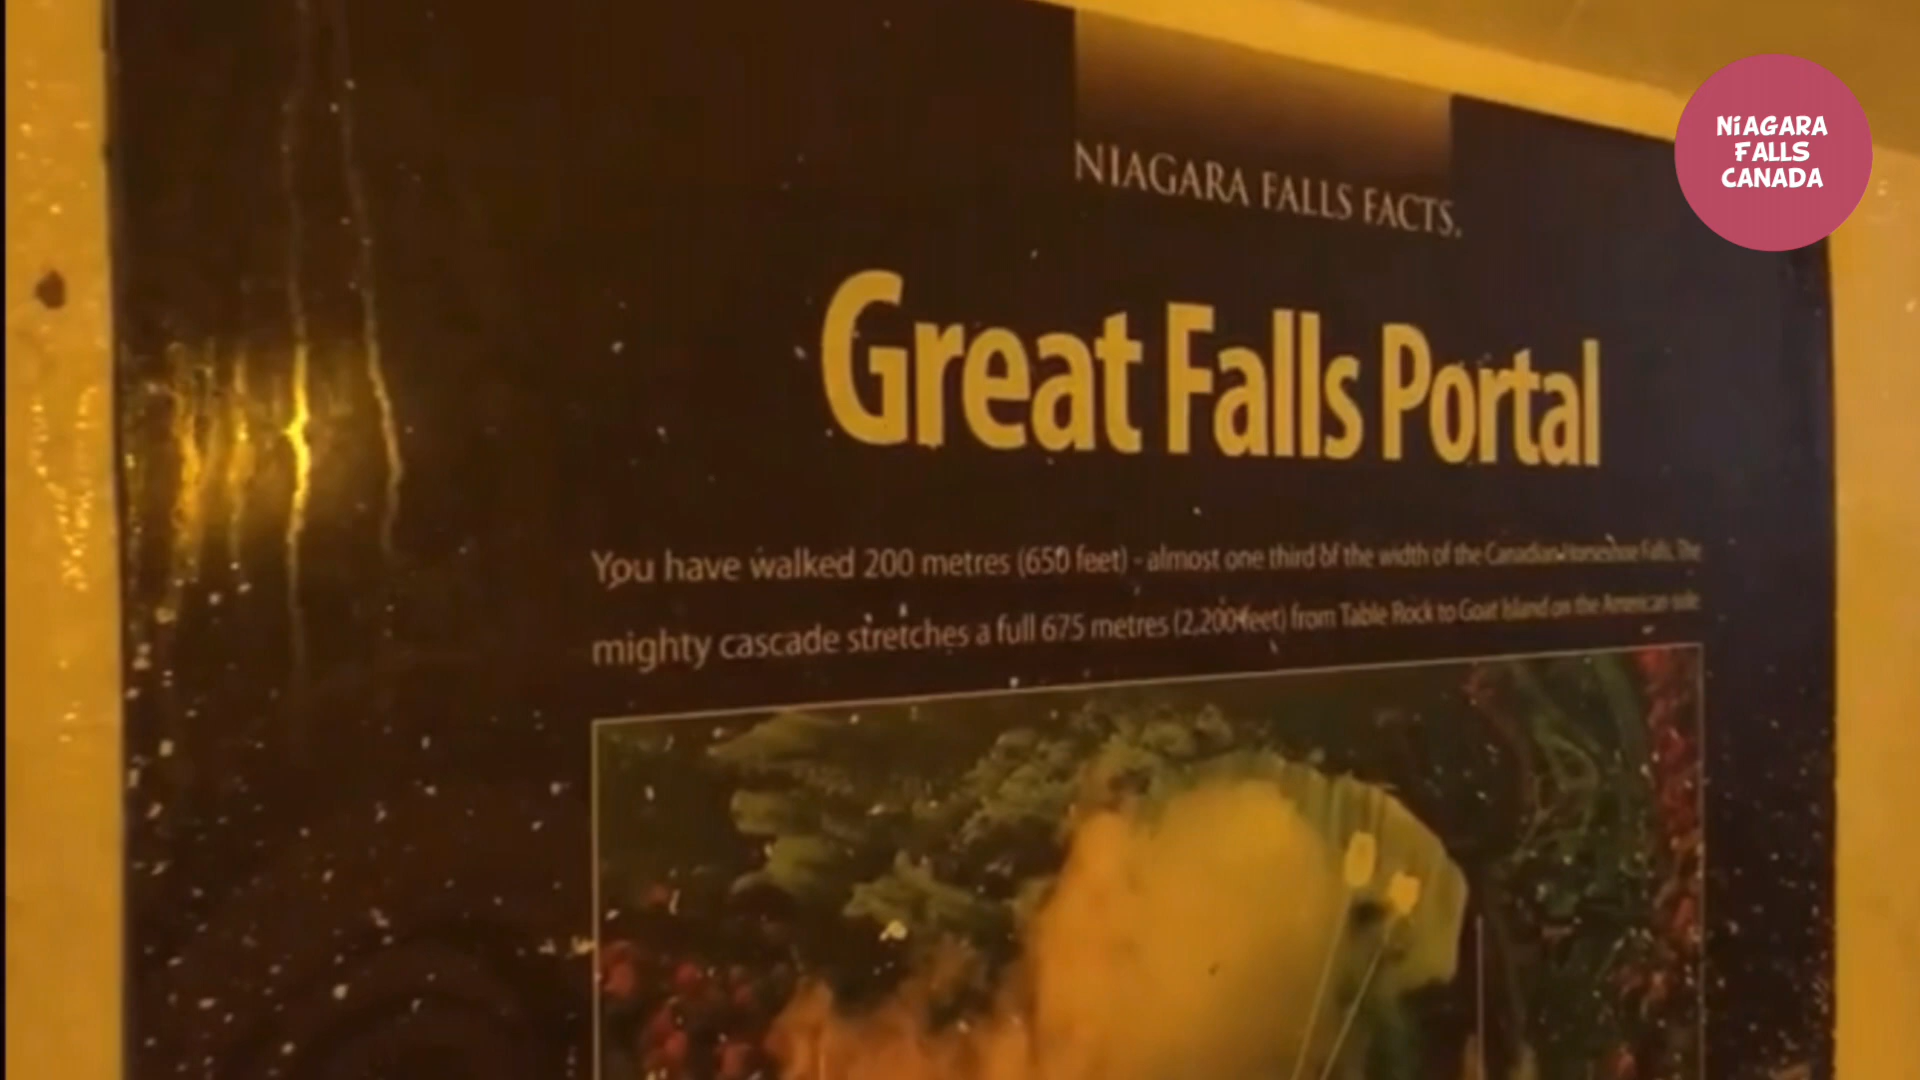 NIAGARA FALLS FACTS.
Great Falls Portal
You have walked 200 metres (650 feet) - almost one third of the width of the Canadian Horseshoe Falls. The
mighty cascade stretches a full 675 metres (2,200 feet) from Table Rock to Goat Island on the American side
NiAGARA
FALLS
CANADA